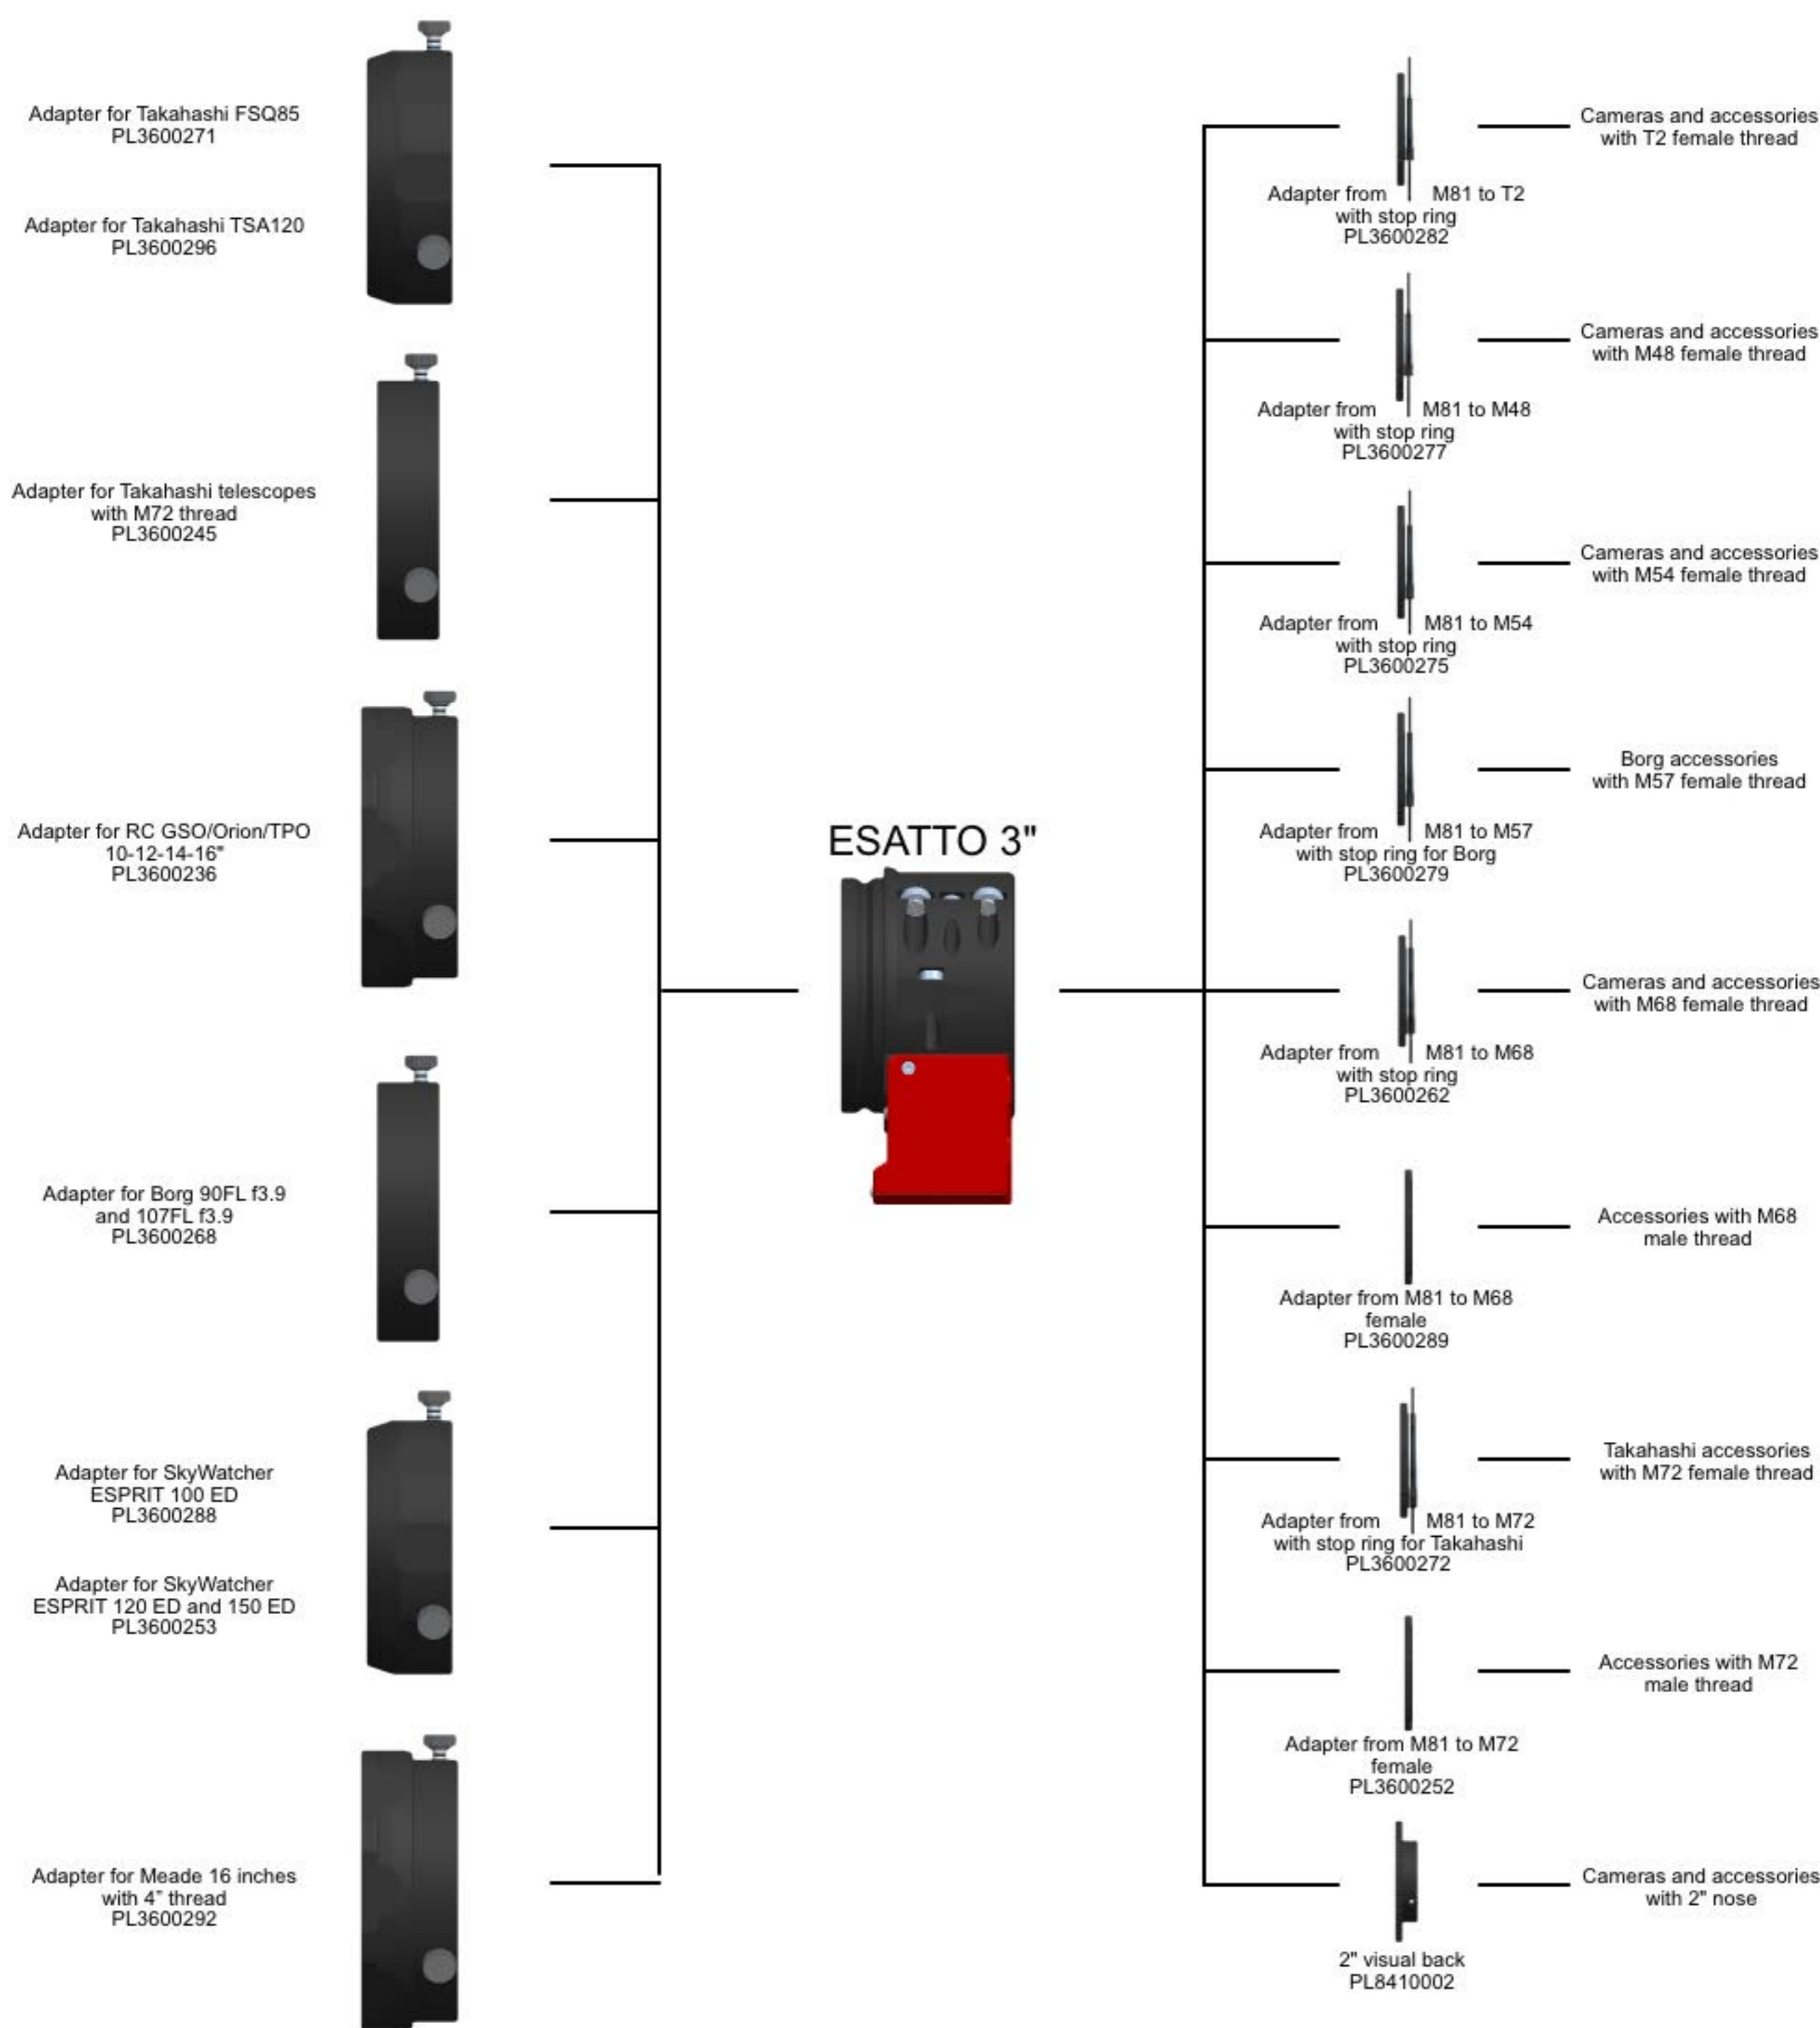 Adapter for Takahashi FSQ85
PL3600271
Adapter for Takahashi TSA120
PL3600296
Adapter for Takahashi telescopes
with M72 thread
PL3600245
Adapter for RC GSO/Orion/TPO
10-12-14-16"
PL3600236
Adapter for Borg 90FL f3.9
and 107FL f3.9
PL3600268
Adapter for SkyWatcher
ESPRIT 100 ED
PL3600288
Adapter for SkyWatcher
ESPRIT 120 ED and 150 ED
PL3600253
Adapter for Meade 16 inches
with 4" thread
PL3600292
ESATTO 3"
Adapter from M81 to T2
with stop ring
PL3600282
Cameras and accessories
with T2 female thread
Adapter from M81 to M48
with stop ring
PL3600277
Cameras and accessories
with M48 female thread
Adapter from M81 to M54
with stop ring
PL3600275
Cameras and accessories
with M54 female thread
Adapter from M81 to M57
with stop ring for Borg
PL3600279
Borg accessories
with M57 female thread
Adapter from M81 to M68
with stop ring
PL3600262
Cameras and accessories
with M68 female thread
Adapter from M81 to M68
female
PL3600289
Accessories with M68
male thread
Adapter from M81 to M72
with stop ring for Takahashi
PL3600272
Takahashi accessories
with M72 female thread
Adapter from M81 to M72
female
PL3600252
Accessories with M72
male thread
2" visual back
PL8410002
Cameras and accessories
with 2" nose